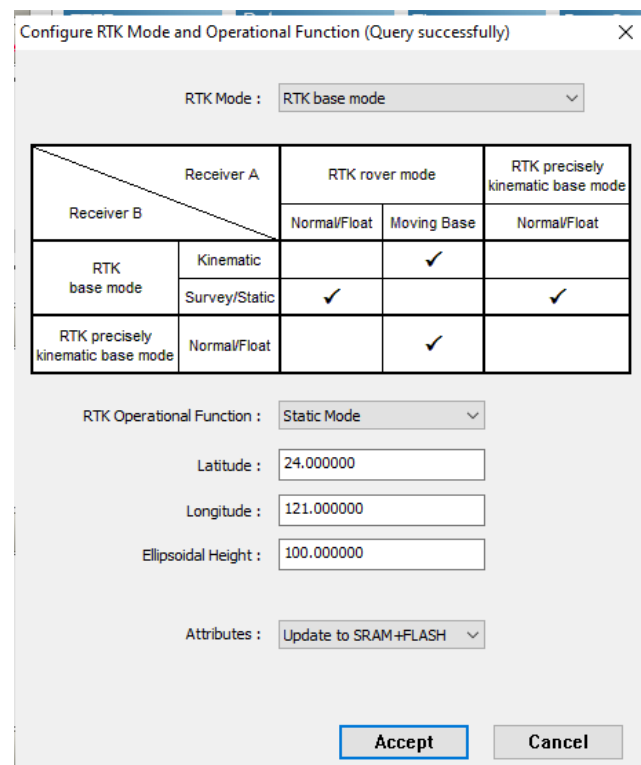 Configure RTK Mode and Operational Function (Query successfully)
RTK Mode : RTK base mode
Receiver A
Receiver B
RTK rover mode
RTK precisely
kinematic base mode
Normal/Float Moving Base Normal/Float
RTK
base mode
Kinematic ✓
Survey/Static ✓ ✓
RTK precisely
kinematic base mode
Normal/Float ✓
RTK Operational Function : Static Mode
Latitude : 24.000000
Longitude : 121.000000
Ellipsoidal Height : 100.000000
Attributes : Update to SRAM+FLASH
Accept Cancel